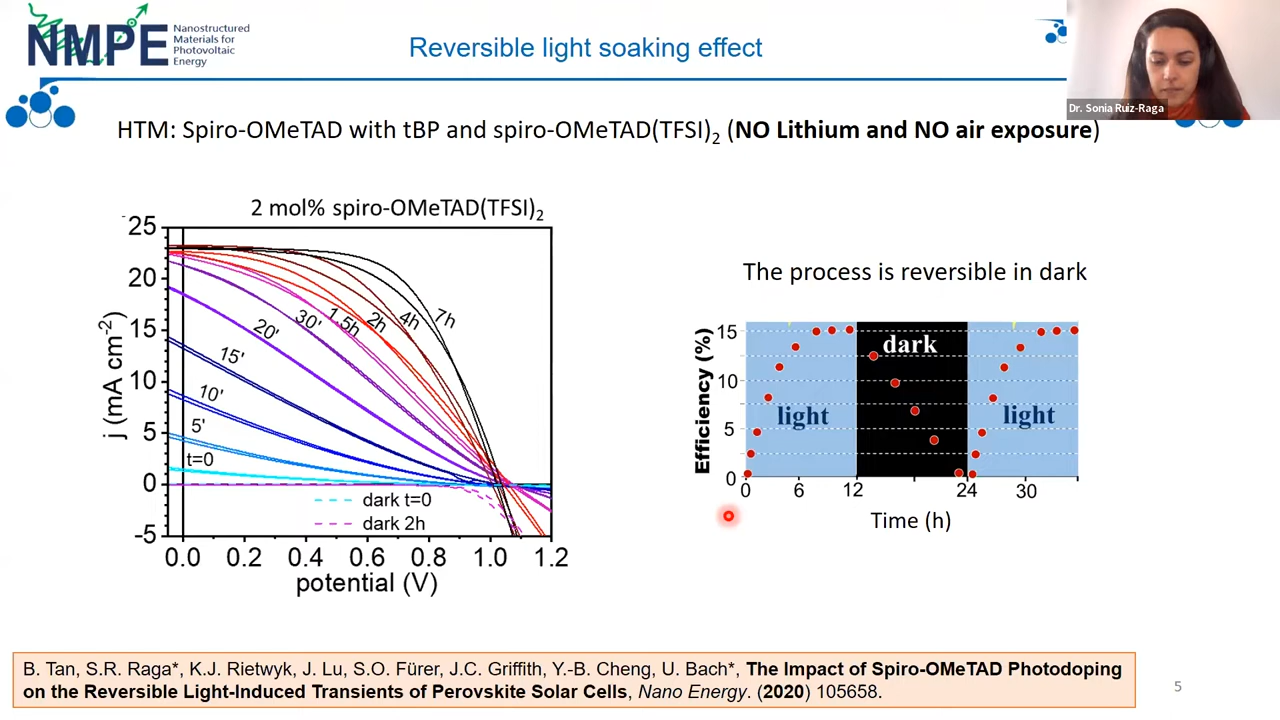 NMPE
Nanostructured
Materials for
Photovoltaic
Energy
Reversible light soaking effect
Dr. Sonia Ruiz-Raga
HTM: Spiro-OMeTAD with tBP and spiro-OMeTAD(TFSI)₂ (NO Lithium and NO air exposure)
2 mol% spiro-OMeTAD(TFSI)₂
25
20
15
10
5
0
-5
j (mA cm⁻²)
7h
4h
2h
1.5h
30'
20'
15'
10'
5'
t=0
dark t=0
dark 2h
0.0 0.2 0.4 0.6 0.8 1.0 1.2
potential (V)
The process is reversible in dark
Efficiency (%)
15
10
5
0
light
dark
light
0 6 12 24 30
Time (h)
B. Tan, S.R. Raga*, K.J. Rietwyk, J. Lu, S.O. Fürer, J.C. Griffith, Y.-B. Cheng, U. Bach*, The Impact of Spiro-OMeTAD Photodoping
on the Reversible Light-Induced Transients of Perovskite Solar Cells, Nano Energy. (2020) 105658.
5